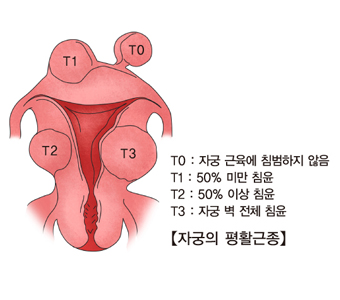 T1
T0
T2
T3
T0 : 자궁 근육에 침범하지 않음
T1 : 50% 미만 침윤
T2 : 50% 이상 침윤
T3 : 자궁 벽 전체 침윤
【자궁의 평활근종】